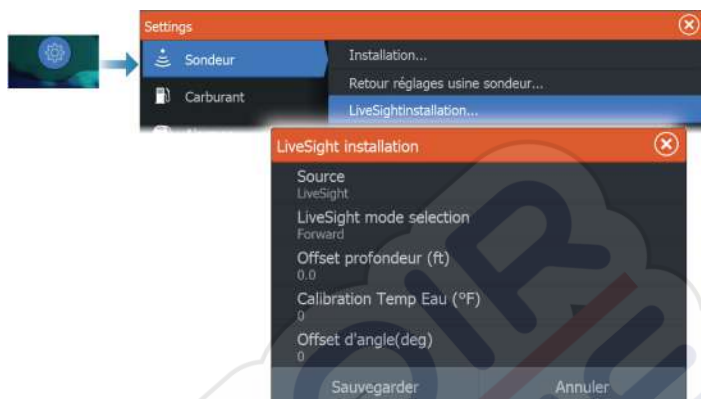 Settings
Sondeur
Installation...
Retour réglages usine sondeur...
Carburant
LiveSightinstallation...
LiveSight installation
Source
LiveSight
LiveSight mode selection
Forward
Offset profondeur (ft)
0.0
Calibration Temp Eau (°F)
0
Offset d'angle(deg)
0
Sauvegarder
Annuler